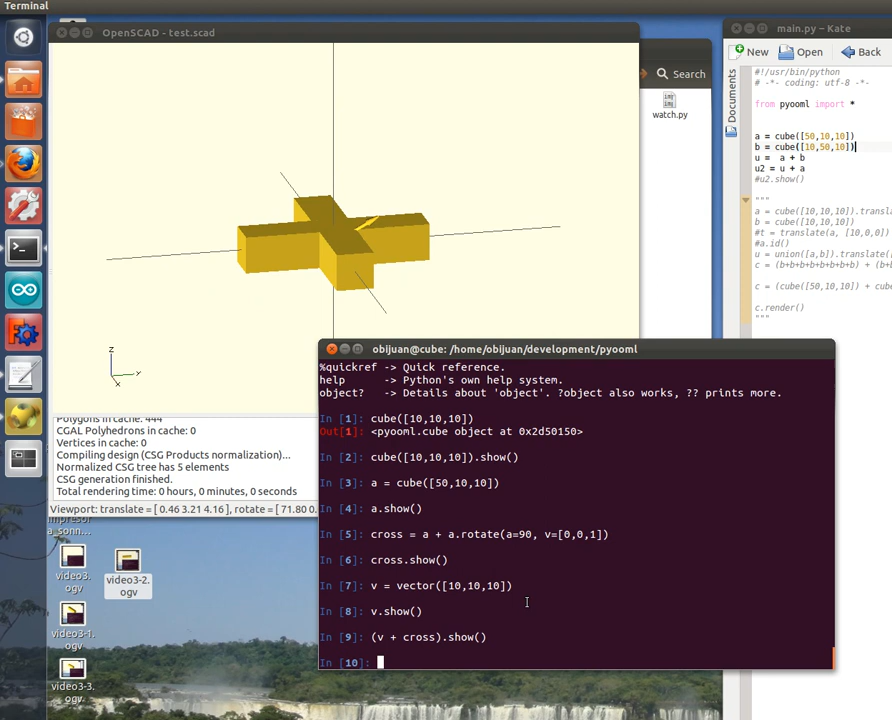 Terminal
OpenSCAD - test.scad
Z
Y
X
Polygons in cache: 444
CGAL Polyhedrons in cache: 0
Vertices in cache: 0
Compiling design (CSG Products normalization)...
Normalized CSG tree has 5 elements
CSG generation finished.
Total rendering time: 0 hours, 0 minutes, 0 seconds
Viewport: translate = [ 0.46 3.21 4.16 ], rotate = [ 71.80 0.0
Search
watch.py
main.py - Kate
New
Open
Back
Documents
#!/usr/bin/python
# -*- coding: utf-8 -*-
from pyooml import *
a = cube([50,10,10])
b = cube([10,50,10])
u =  a + b
u2 = u + a
#u2.show()
"""
a = cube([10,10,10]).transla
b = cube([10,10,10])
#t = translate(a, [10,0,0])
#a.id()
u = union([a,b]).translate([
c = (b+b+b+b+b+b+b) + (b+
c = (cube([50,10,10]) + cube
c.render()
"""
obijuan@cube: /home/obijuan/development/pyooml
%quickref -> Quick reference.
help      -> Python's own help system.
object?   -> Details about 'object'. ?object also works, ?? prints more.
In [1]: cube([10,10,10])
Out[1]: <pyooml.cube object at 0x2d50150>
In [2]: cube([10,10,10]).show()
In [3]: a = cube([50,10,10])
In [4]: a.show()
In [5]: cross = a + a.rotate(a=90, v=[0,0,1])
In [6]: cross.show()
In [7]: v = vector([10,10,10])
In [8]: v.show()
In [9]: (v + cross).show()
In [10]:
a_sonn...
video3.
ogv
video3-2.
ogv
video3-1.
ogv
video3-3.
ogv